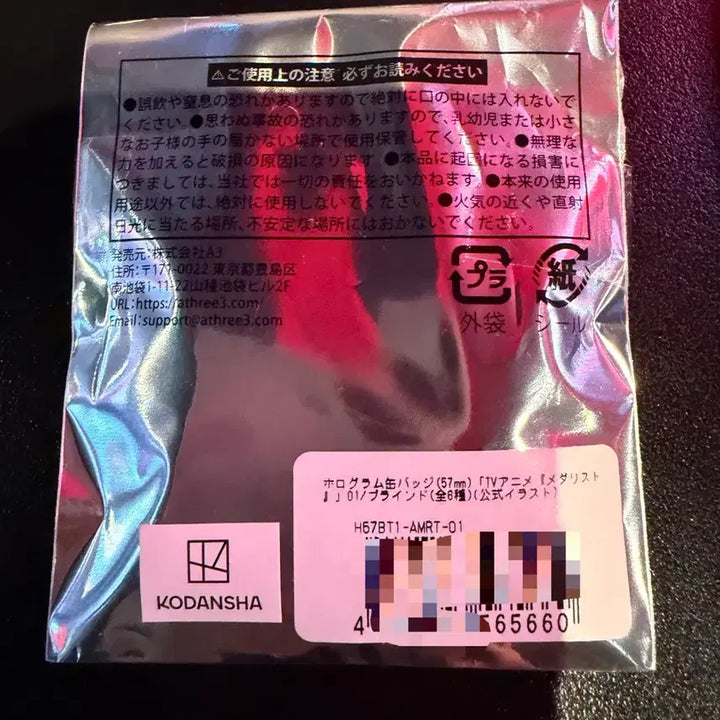 ⚠ご使用上の注意 必ずお読みください
●誤飲や窒息の恐れがありますので絶対に口の中には入れないで
ください。●思わぬ事故の恐れがありますので、乳幼児または小さ
なお子様の手の届かない場所で使用保管してください。●無理な
力を加えると破損の原因になります。●本品に起因になる損害に
つきましては、当社では一切の責任をおいかねます。●本来の使用
用途以外では、絶対に使用しないでください。●火気の近くや直射
日光に当たる場所、不安定な場所にはおかないでください。
発売元:株式会社A3
住所:〒171-0022 東京都豊島区
南池袋1-11-22山種池袋ビル2F
URL:https://athree3.com/
Email:support@athree3.com
プラ
外袋
紙
シール
ホログラム缶バッジ(57mm)「TVアニメ『メダリスト
』」01/ブラインド(全6種)(公式イラスト)
H57BT1-AMRT-01
4 565660
KODANSHA